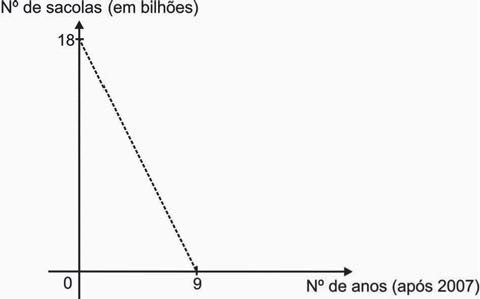 Nº de sacolas (em bilhões)
18
0
9
Nº de anos (após 2007)